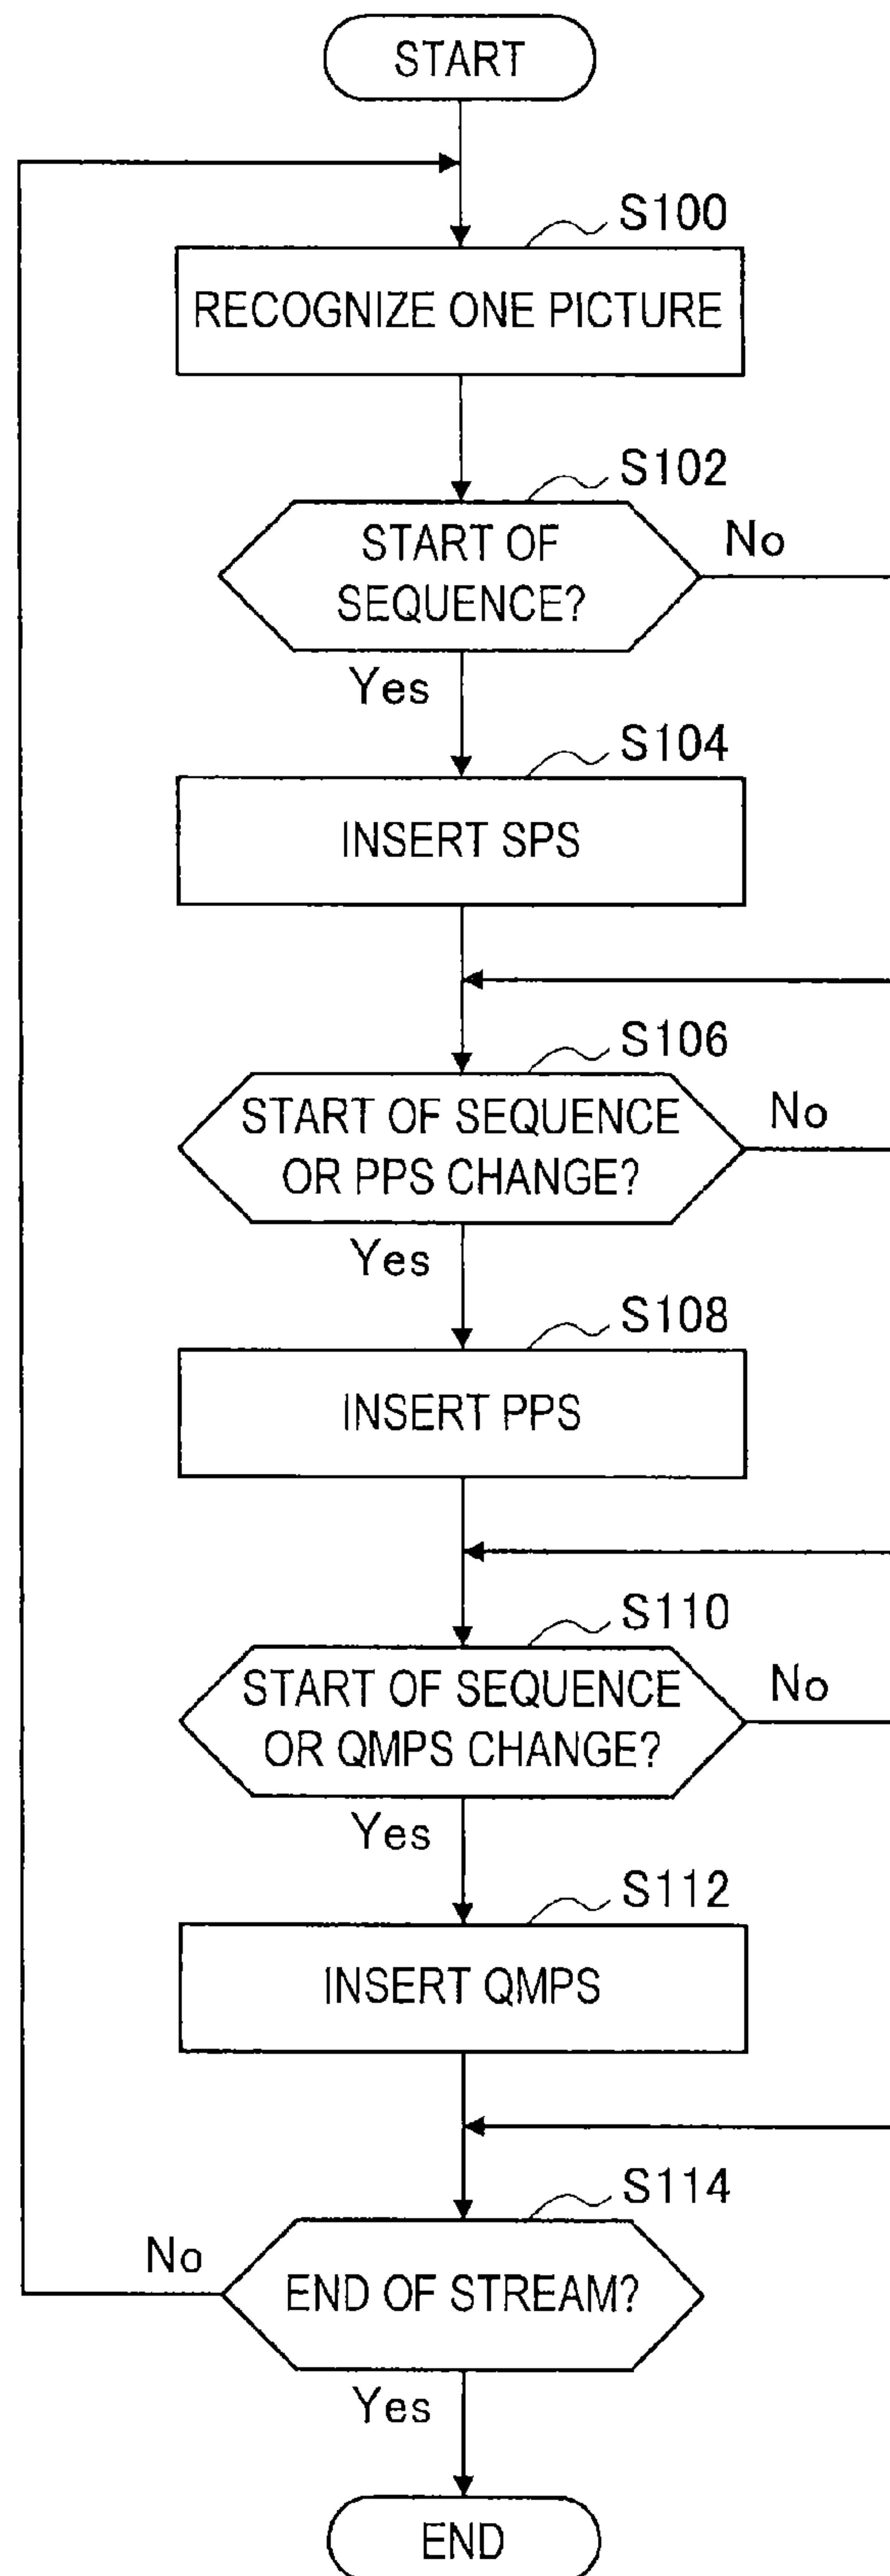 START
S100
RECOGNIZE ONE PICTURE
S102
START OF
SEQUENCE?
No
Yes
S104
INSERT SPS
S106
START OF SEQUENCE
OR PPS CHANGE?
No
Yes
S108
INSERT PPS
S110
START OF SEQUENCE
OR QMPS CHANGE?
No
Yes
S112
INSERT QMPS
S114
No
END OF STREAM?
Yes
END